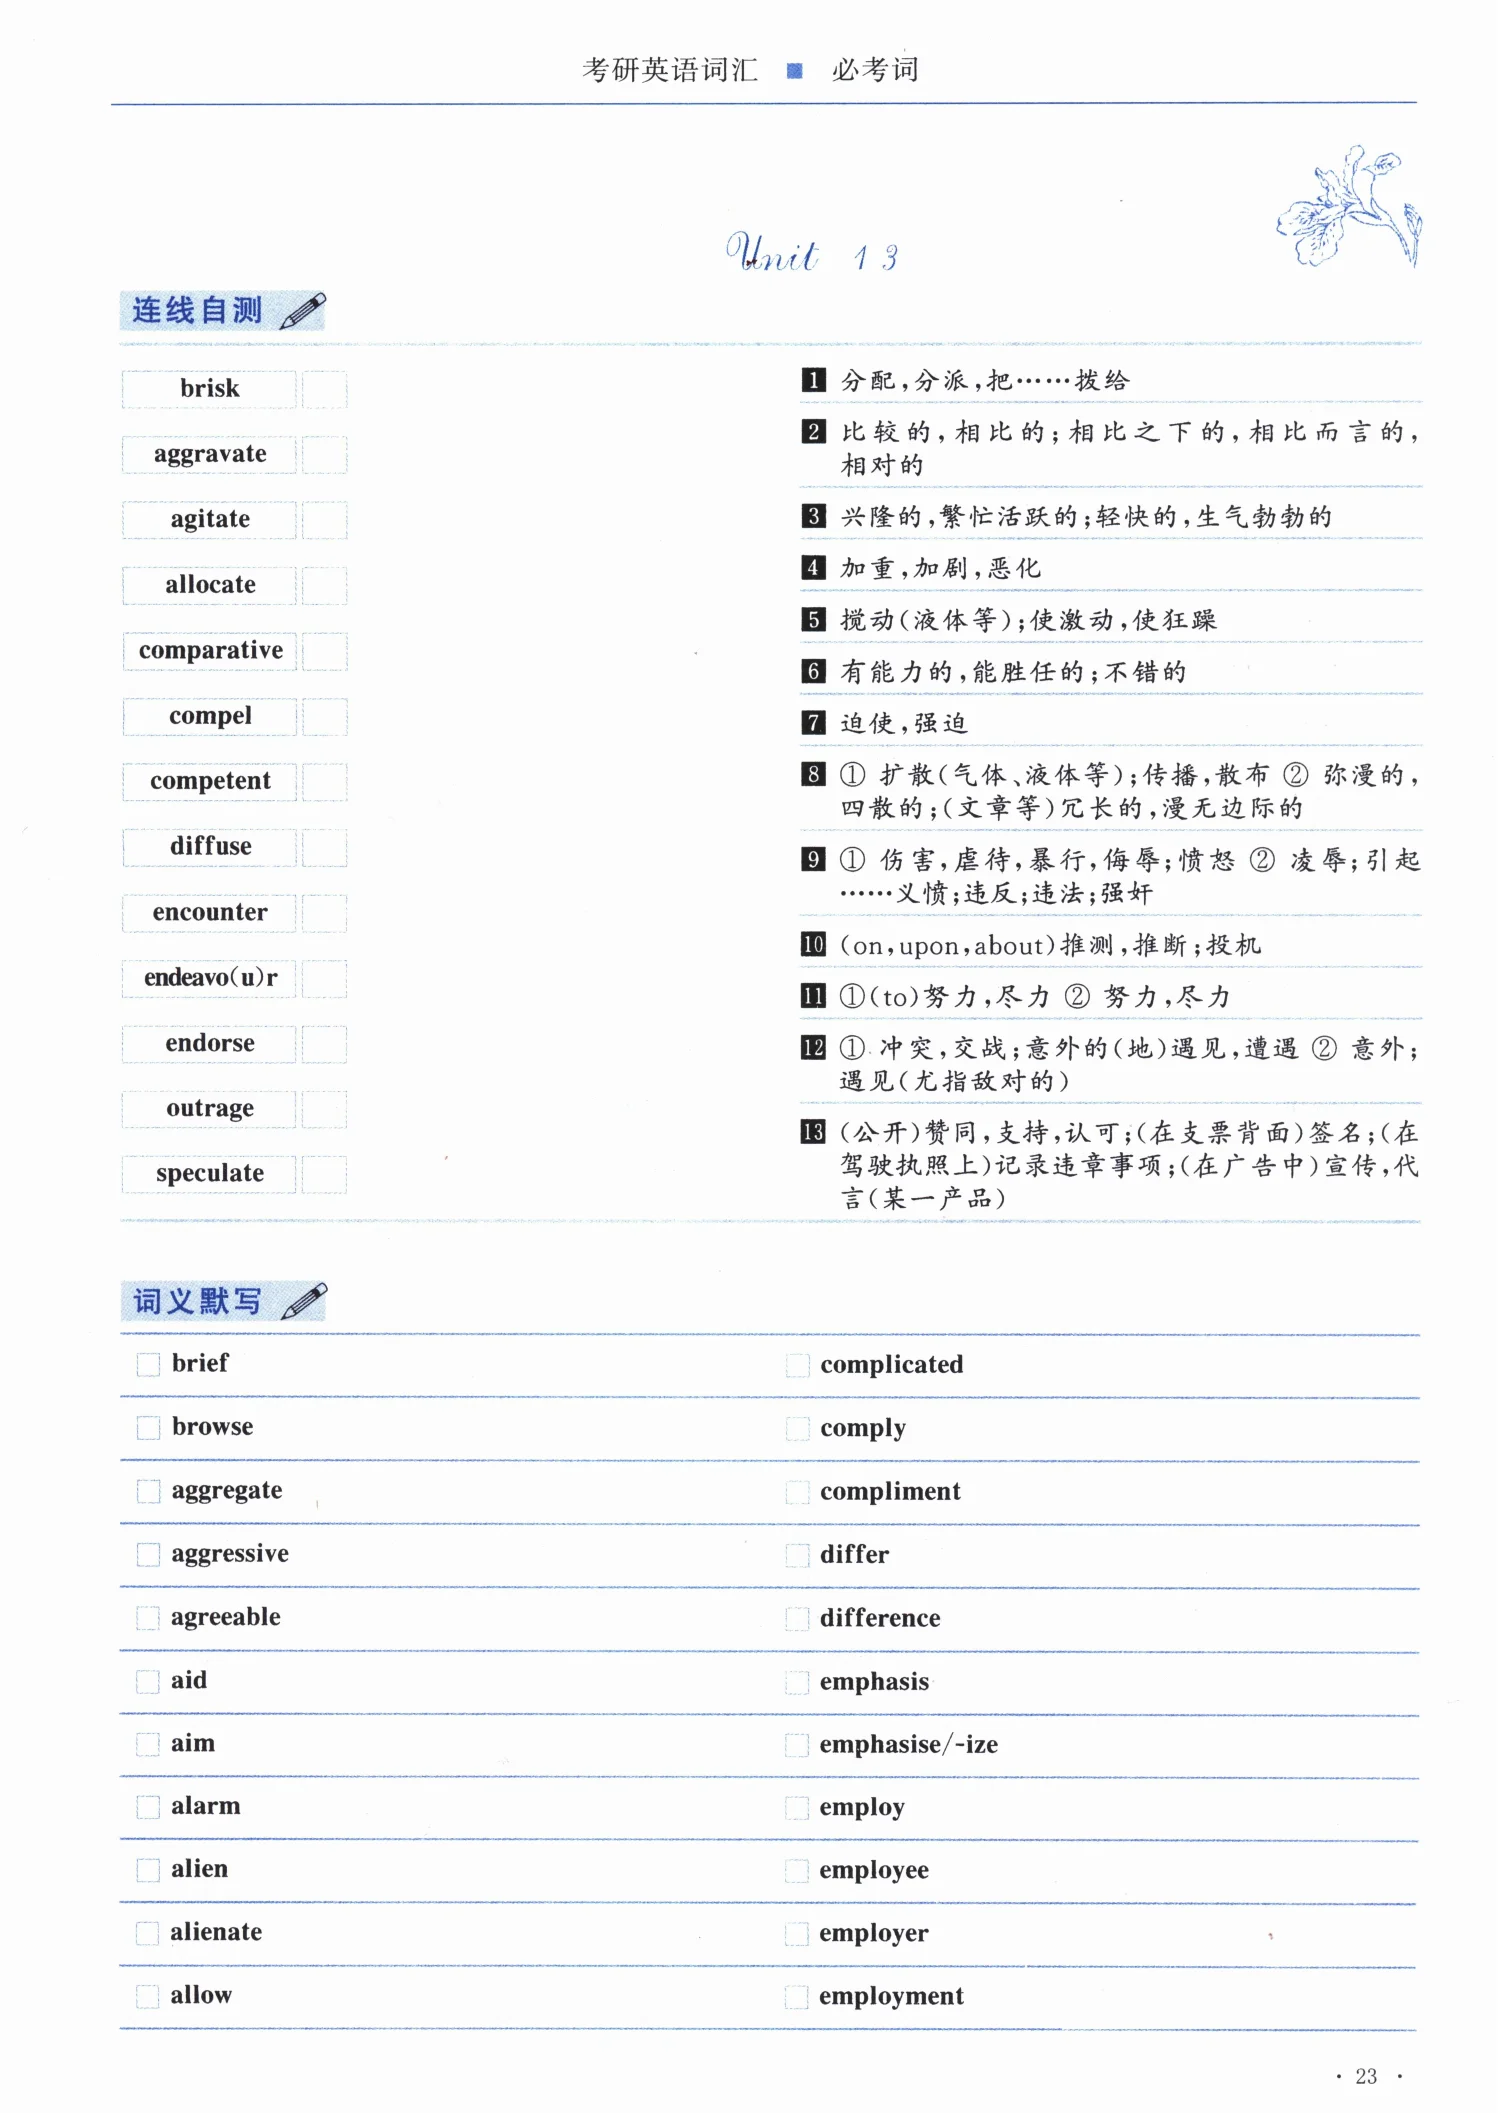 考研英语词汇 ■ 必考词
Unit 13
连线自测
brisk
aggravate
agitate
allocate
comparative
compel
competent
diffuse
encounter
endeavo(u)r
endorse
outrage
speculate
1 分配,分派,把……拨给
2 比较的,相比的;相比之下的,相比而言的,
相对的
3 兴隆的,繁忙活跃的;轻快的,生气勃勃的
4 加重,加剧,恶化
5 搅动(液体等);使激动,使狂躁
6 有能力的,能胜任的;不错的
7 迫使,强迫
8 ① 扩散(气体、液体等);传播,散布 ② 弥漫的,
四散的;(文章等)冗长的,漫无边际的
9 ① 伤害,虐待,暴行,侮辱;愤怒 ② 凌辱;引起
……义愤;违反;违法;强奸
10 (on,upon,about)推测,推断;投机
11 ①(to)努力,尽力 ② 努力,尽力
12 ① 冲突,交战;意外的(地)遇见,遭遇 ② 意外;
遇见(尤指敌对的)
13 (公开)赞同,支持,认可;(在支票背面)签名;(在
驾驶执照上)记录违章事项;(在广告中)宣传,代
言(某一产品)
词义默写
brief
browse
aggregate
aggressive
agreeable
aid
aim
alarm
alien
alienate
allow
complicated
comply
compliment
differ
difference
emphasis
emphasise/-ize
employ
employee
employer
employment
· 23 ·